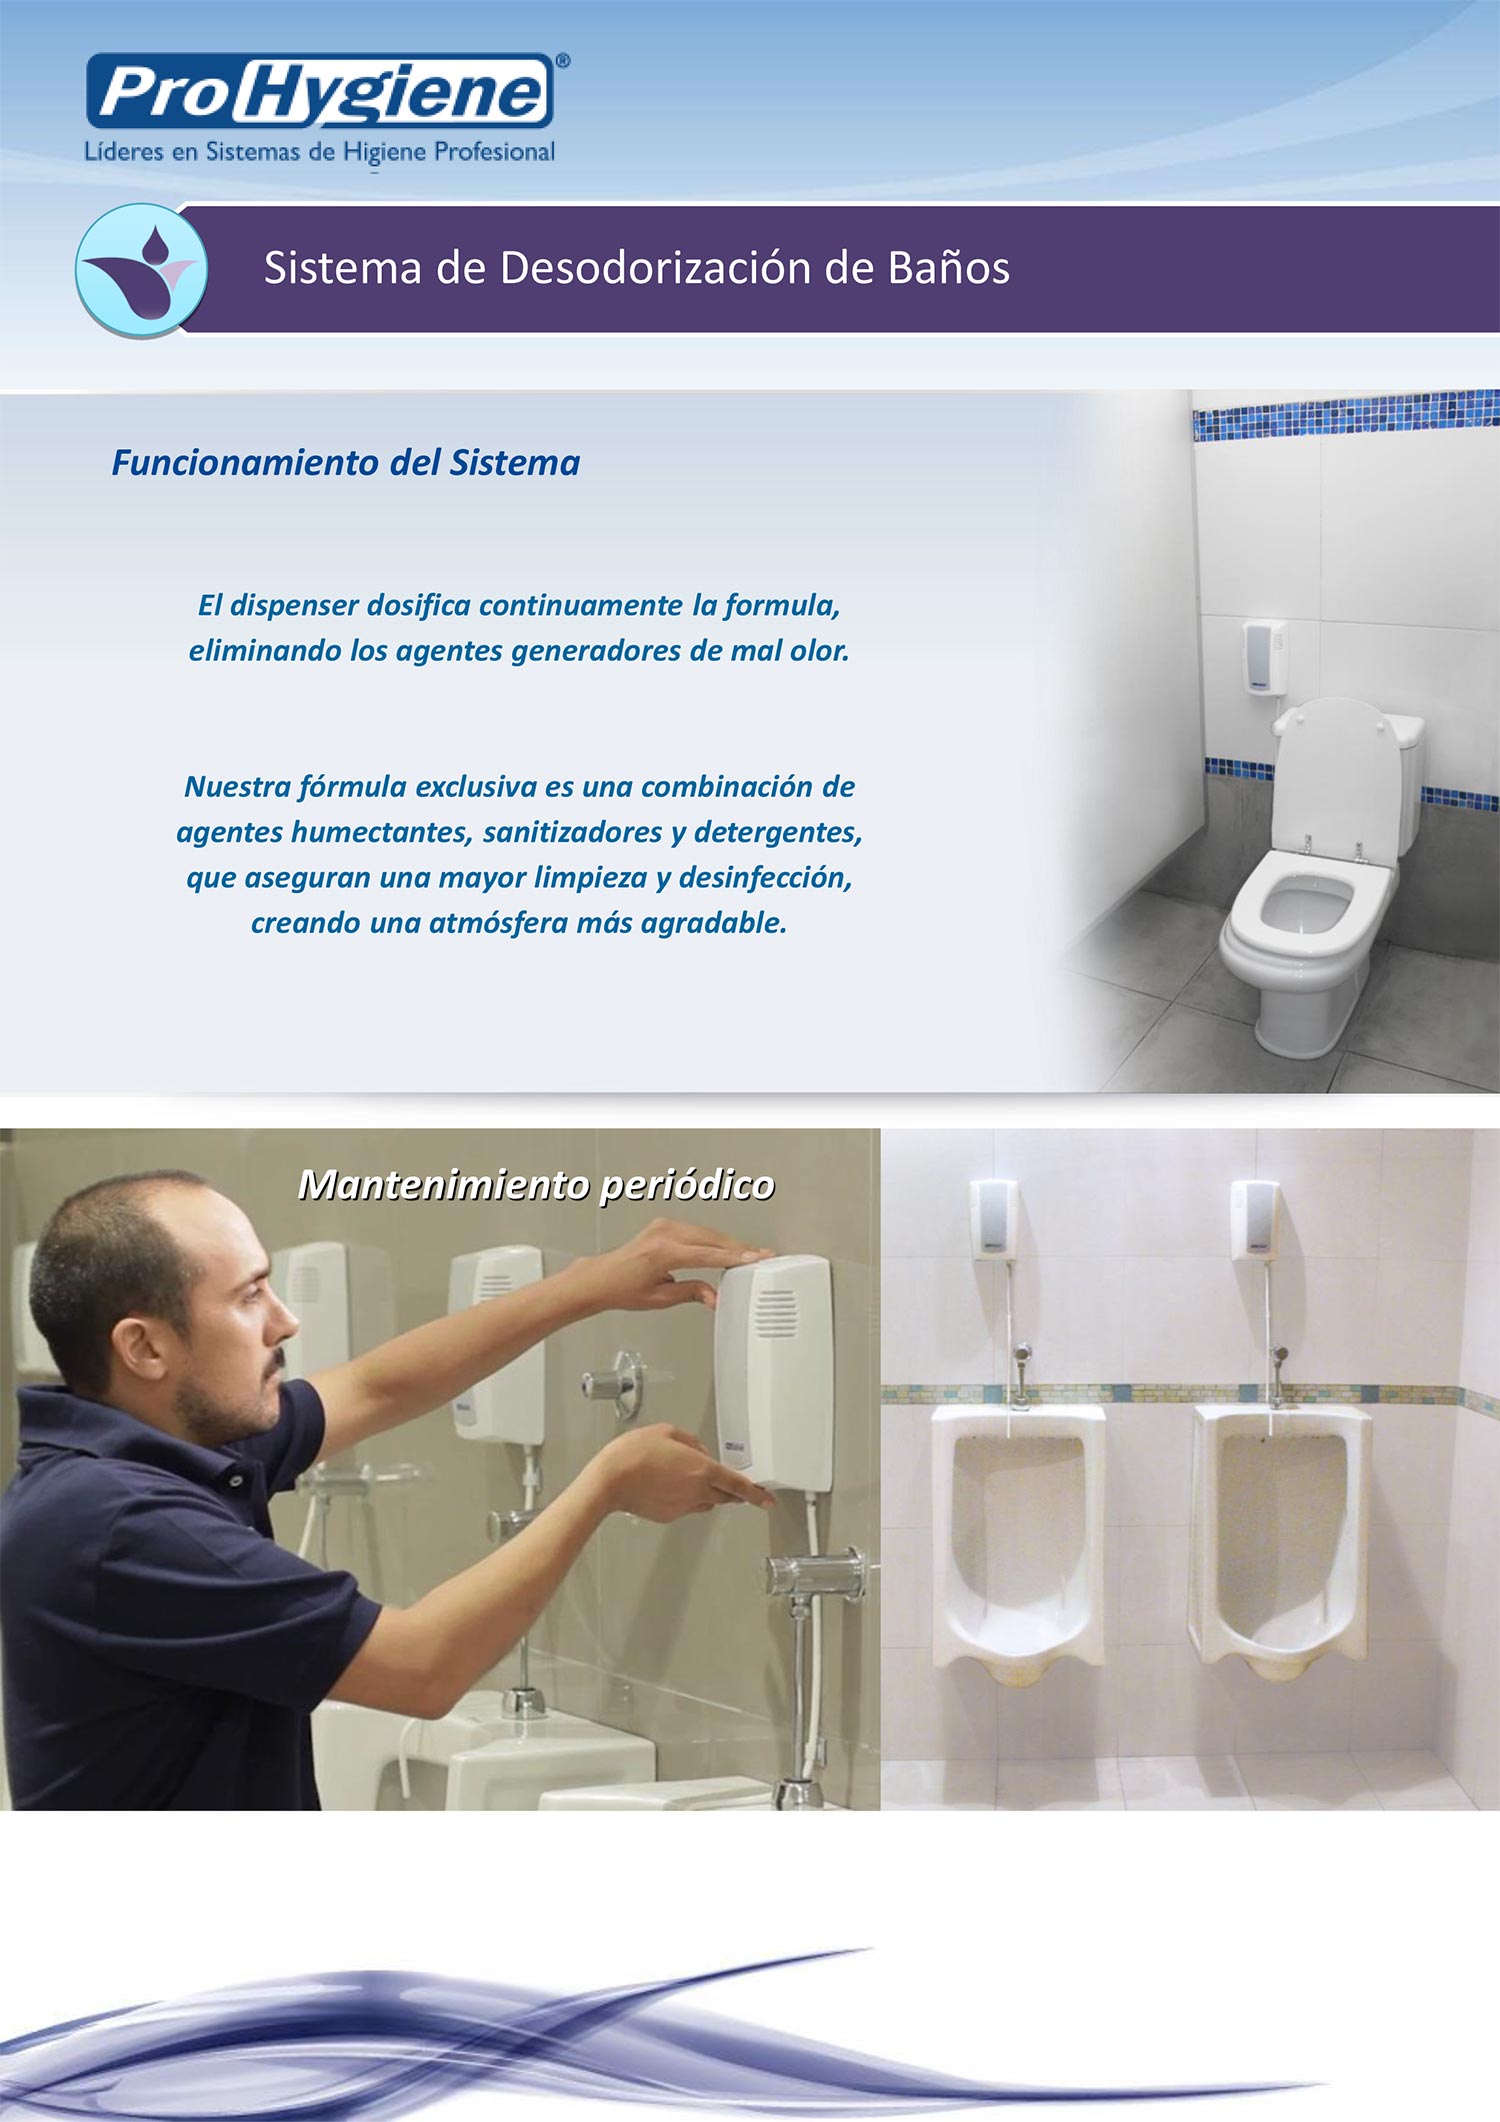 ProHygiene®
Líderes en Sistemas de Higiene Profesional
Sistema de Desodorización de Baños
Funcionamiento del Sistema
El dispenser dosifica continuamente la formula,
eliminando los agentes generadores de mal olor.
Nuestra fórmula exclusiva es una combinación de
agentes humectantes, sanitizadores y detergentes,
que aseguran una mayor limpieza y desinfección,
creando una atmósfera más agradable.
Mantenimiento periódico